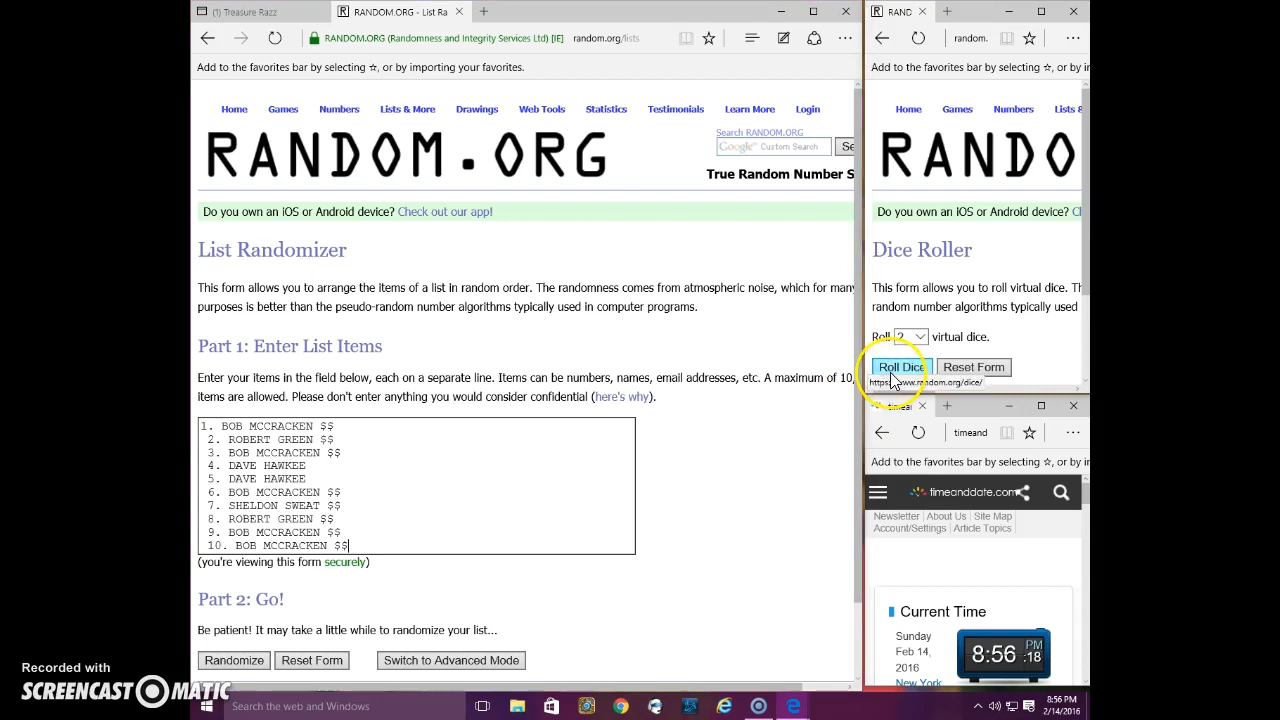 (1) Treasure Razz
RANDOM.ORG - List Ra
RANDOM.ORG (Randomness and Integrity Services Ltd) [IE] random.org/lists
Add to the favorites bar by selecting ☆, or by importing your favorites.
Home Games Numbers Lists & More Drawings Web Tools Statistics Testimonials Learn More Login
RANDOM.ORG
Search RANDOM.ORG
Google™ Custom Search
Se
True Random Number S
Do you own an iOS or Android device? Check out our app!
List Randomizer
This form allows you to arrange the items of a list in random order. The randomness comes from atmospheric noise, which for many
purposes is better than the pseudo-random number algorithms typically used in computer programs.
Part 1: Enter List Items
Enter your items in the field below, each on a separate line. Items can be numbers, names, email addresses, etc. A maximum of 10,
items are allowed. Please don't enter anything you would consider confidential (here's why).
1. BOB MCCRACKEN $$
2. ROBERT GREEN $$
3. BOB MCCRACKEN $$
4. DAVE HAWKEE
5. DAVE HAWKEE
6. BOB MCCRACKEN $$
7. SHELDON SWEAT $$
8. ROBERT GREEN $$
9. BOB MCCRACKEN $$
10. BOB MCCRACKEN $$
(you're viewing this form securely)
Part 2: Go!
Be patient! It may take a little while to randomize your list...
Randomize Reset Form Switch to Advanced Mode
RAND
random.
Add to the favorites bar by selecting ☆, or by in
Home Games Numbers Lists &
RANDO
Do you own an iOS or Android device? Cl
Dice Roller
This form allows you to roll virtual dice. Th
random number algorithms typically used
Roll 2 virtual dice.
Roll Dice Reset Form
https://www.random.org/dice/
timeand
Add to the favorites bar by selecting ☆, or by in
timeanddate.com
Newsletter About Us Site Map
Account/Settings Article Topics
Current Time
Sunday
Feb 14,
2016
New York
8:56 PM :18
Recorded with
SCREENCAST-O-MATIC
Search the web and Windows
8:56 PM
2/14/2016